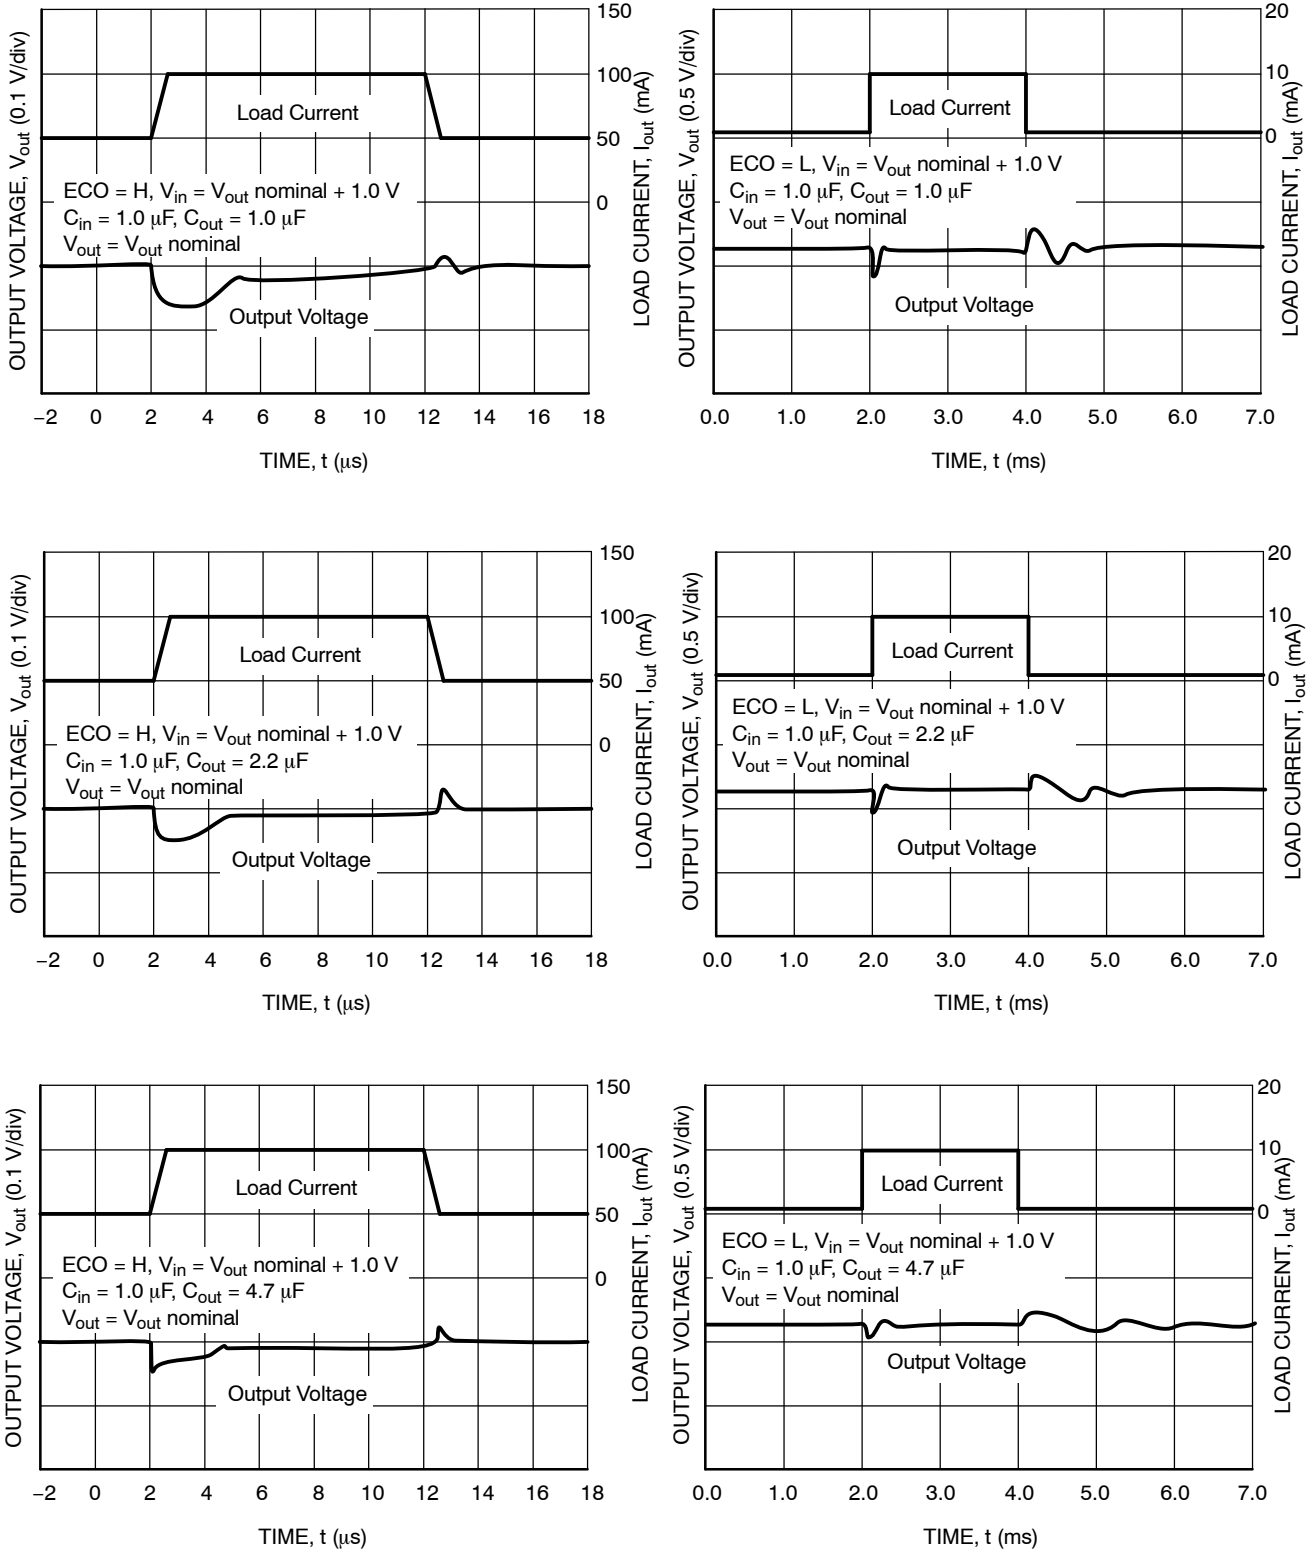 OUTPUT VOLTAGE, Vout (0.1 V/div)
150
100
50
0
LOAD CURRENT, Iout (mA)
Load Current
ECO = H, Vin = Vout nominal + 1.0 V
Cin = 1.0 μF, Cout = 1.0 μF
Vout = Vout nominal
Output Voltage
−2 0 2 4 6 8 10 12 14 16 18
TIME, t (μs)
OUTPUT VOLTAGE, Vout (0.5 V/div)
20
10
0
LOAD CURRENT, Iout (mA)
Load Current
ECO = L, Vin = Vout nominal + 1.0 V
Cin = 1.0 μF, Cout = 1.0 μF
Vout = Vout nominal
Output Voltage
0.0 1.0 2.0 3.0 4.0 5.0 6.0 7.0
TIME, t (ms)
OUTPUT VOLTAGE, Vout (0.1 V/div)
150
100
50
0
LOAD CURRENT, Iout (mA)
Load Current
ECO = H, Vin = Vout nominal + 1.0 V
Cin = 1.0 μF, Cout = 2.2 μF
Vout = Vout nominal
Output Voltage
−2 0 2 4 6 8 10 12 14 16 18
TIME, t (μs)
OUTPUT VOLTAGE, Vout (0.5 V/div)
20
10
0
LOAD CURRENT, Iout (mA)
Load Current
ECO = L, Vin = Vout nominal + 1.0 V
Cin = 1.0 μF, Cout = 2.2 μF
Vout = Vout nominal
Output Voltage
0.0 1.0 2.0 3.0 4.0 5.0 6.0 7.0
TIME, t (ms)
OUTPUT VOLTAGE, Vout (0.1 V/div)
150
100
50
0
LOAD CURRENT, Iout (mA)
Load Current
ECO = H, Vin = Vout nominal + 1.0 V
Cin = 1.0 μF, Cout = 4.7 μF
Vout = Vout nominal
Output Voltage
−2 0 2 4 6 8 10 12 14 16 18
TIME, t (μs)
OUTPUT VOLTAGE, Vout (0.5 V/div)
20
10
0
LOAD CURRENT, Iout (mA)
Load Current
ECO = L, Vin = Vout nominal + 1.0 V
Cin = 1.0 μF, Cout = 4.7 μF
Vout = Vout nominal
Output Voltage
0.0 1.0 2.0 3.0 4.0 5.0 6.0 7.0
TIME, t (ms)